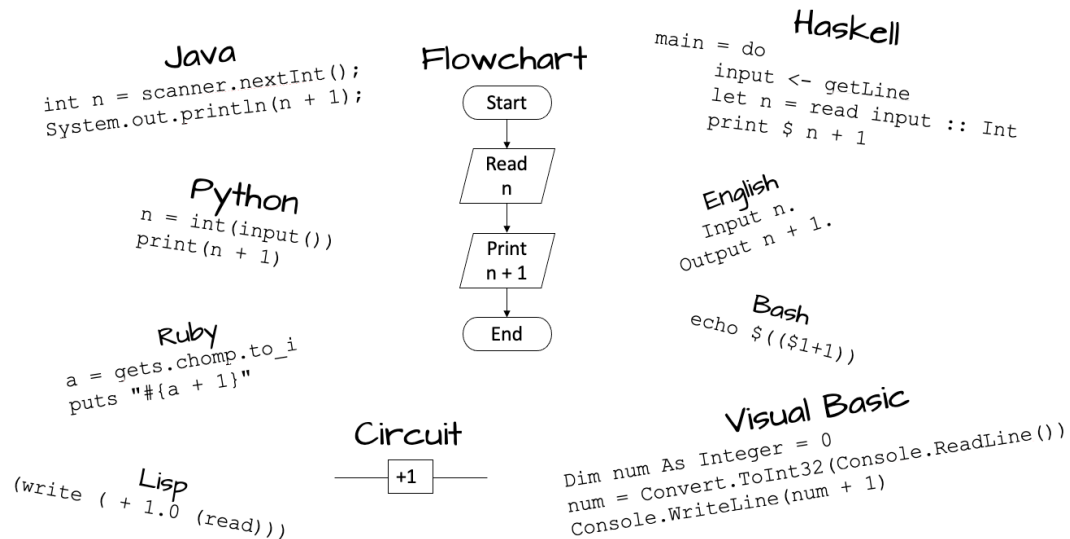 Java
int n = scanner.nextInt();
System.out.println(n + 1);
Python
n = int(input())
print(n + 1)
Ruby
a = gets.chomp.to_i
puts "#{a + 1}"
Lisp
(write ( + 1.0 (read)))
Flowchart
Start
Read
n
Print
n + 1
End
Circuit
+1
Haskell
main = do
input <- getLine
let n = read input :: Int
print $ n + 1
English
Input n.
Output n + 1.
Bash
echo $(($1+1))
Visual Basic
Dim num As Integer = 0
num = Convert.ToInt32(Console.ReadLine())
Console.WriteLine(num + 1)